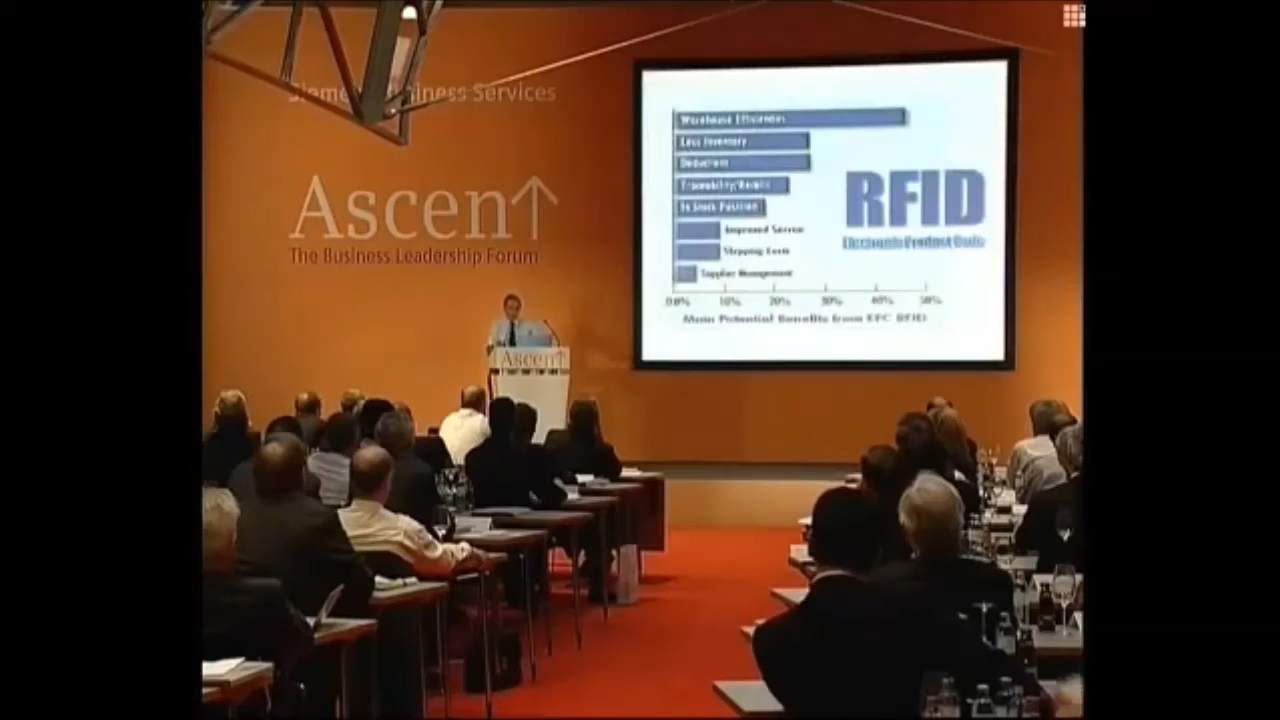 Siemens Business Services
Ascent
The Business Leadership Forum
Ascent
Warehouse Efficiencies
Less Inventory
Deductions
Traceability/Recalls
In Stock Position
Improved Service
Shipping Costs
Supplier Management
0.0% 10% 20% 30% 40% 50%
Main Potential Benefits from EPC RFID
RFID
Electronic Product Code